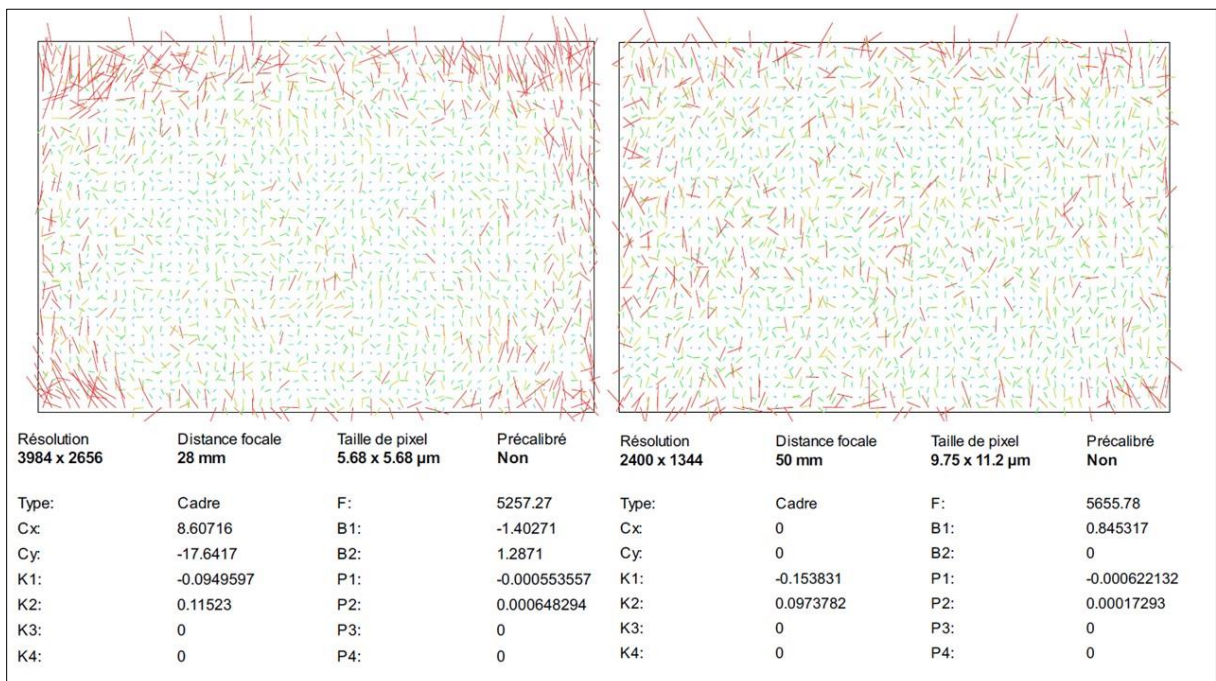 Résolution Distance focale Taille de pixel Précalibré
3984 x 2656 28 mm 5.68 x 5.68 µm Non
Type: Cadre F: 5257.27
Cx: 8.60716 B1: -1.40271
Cy: -17.6417 B2: 1.2871
K1: -0.0949597 P1: -0.000553557
K2: 0.11523 P2: 0.000648294
K3: 0 P3: 0
K4: 0 P4: 0
Résolution Distance focale Taille de pixel Précalibré
2400 x 1344 50 mm 9.75 x 11.2 µm Non
Type: Cadre F: 5655.78
Cx: 0 B1: 0.845317
Cy: 0 B2: 0
K1: -0.153831 P1: -0.000622132
K2: 0.0973782 P2: 0.00017293
K3: 0 P3: 0
K4: 0 P4: 0